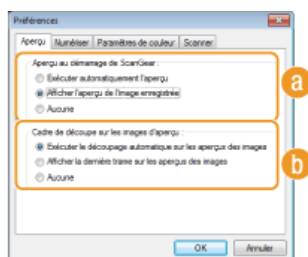 Préférences
Aperçu Numériser Paramètres de couleur Scanner
Aperçu au démarrage de ScanGear :
Exécuter automatiquement l'aperçu
Afficher l'aperçu de l'image enregistrée
Aucune
a
Cadre de découpe sur les images d'aperçu :
Exécuter le découpage automatique sur les aperçus des images
Afficher la dernière trame sur les aperçus des images
Aucune
b
OK Annuler